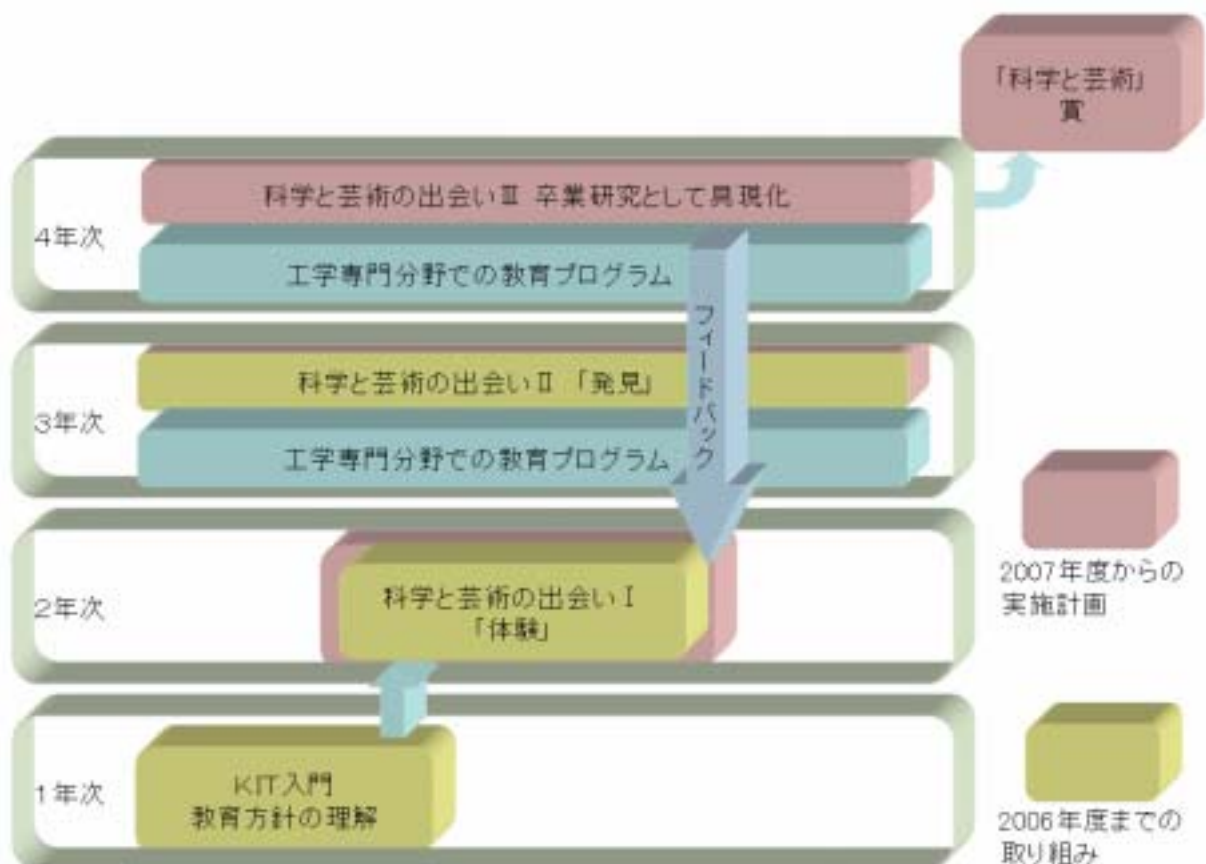 「科学と芸術」
賞
4年次
科学と芸術の出会いⅢ 卒業研究として具現化
工学専門分野での教育プログラム
フィードバック
3年次
科学と芸術の出会いⅡ 「発見」
工学専門分野での教育プログラム
2年次
科学と芸術の出会いⅠ
「体験」
2007年度からの
実施計画
1年次
KIT入門
教育方針の理解
2006年度までの
取り組み